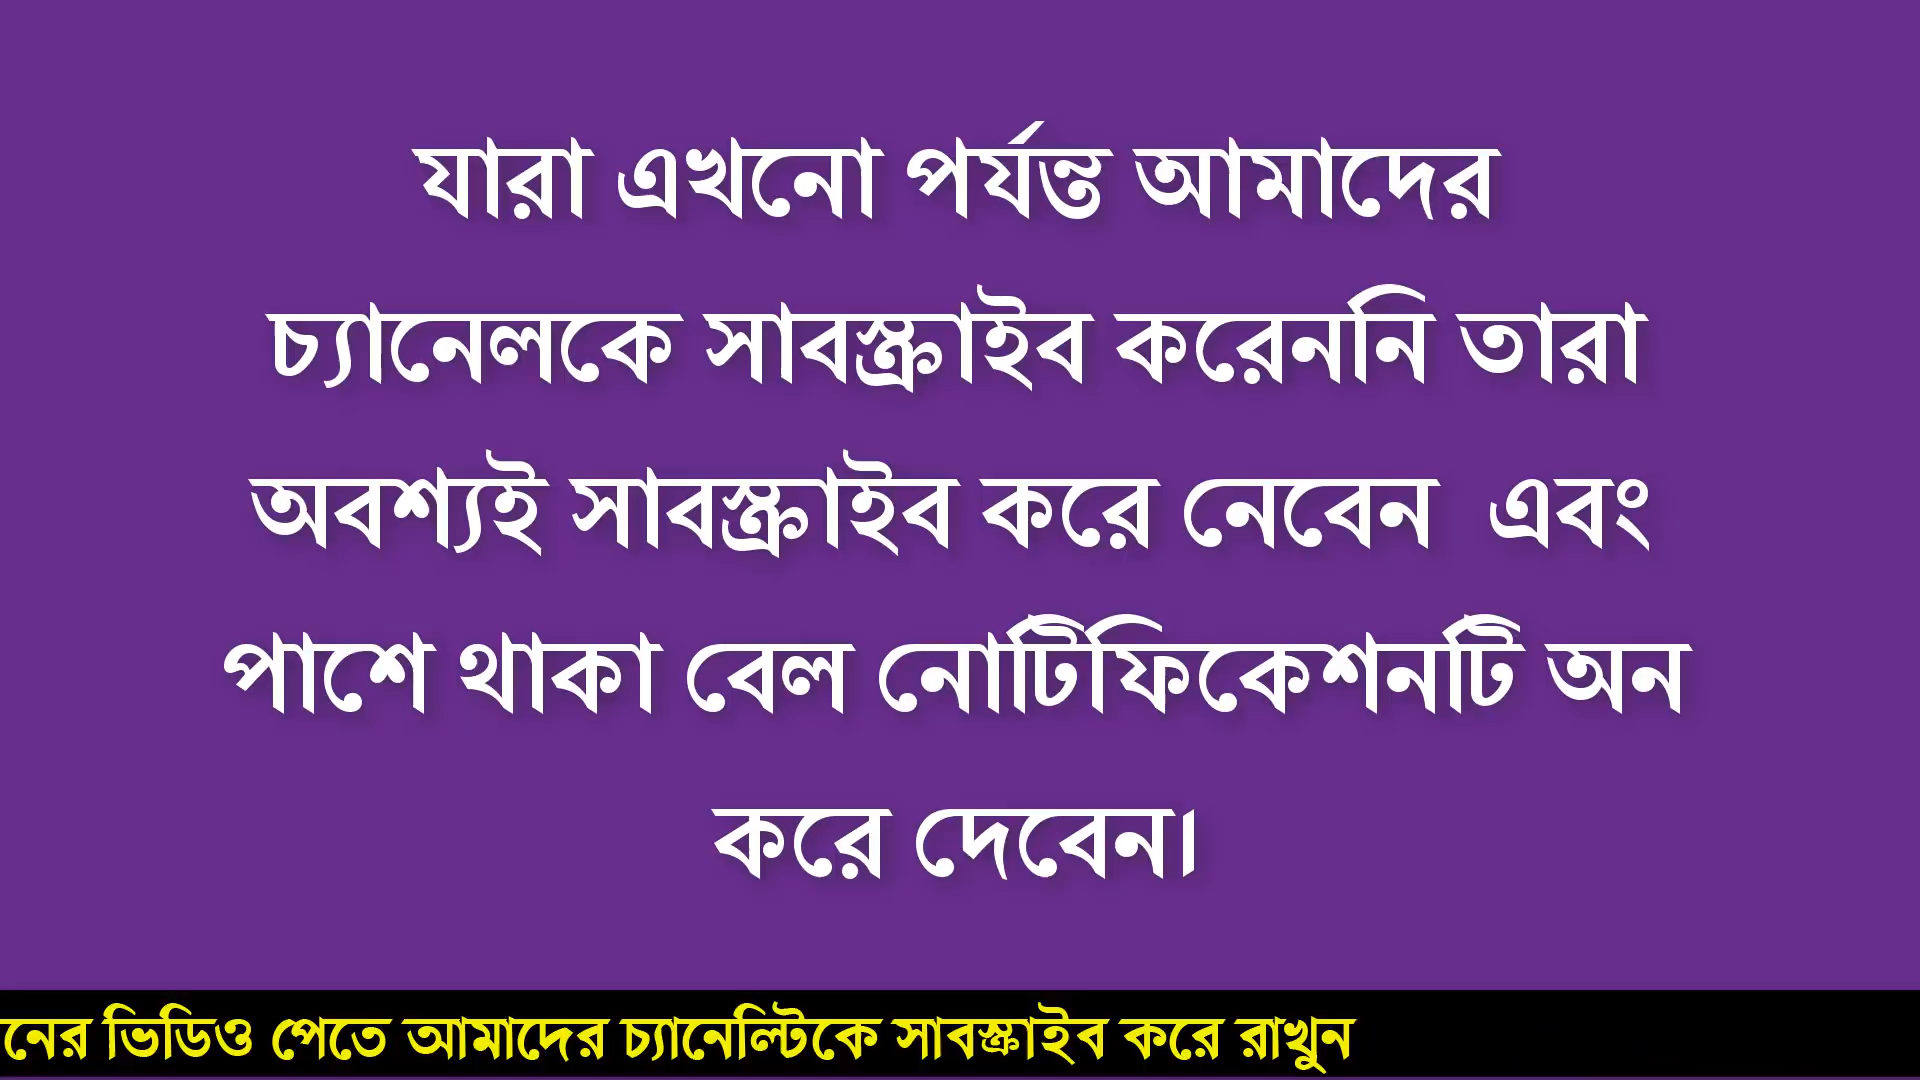 যারা এখনো পর্যন্ত আমাদের
চ্যানেলকে সাবস্ক্রাইব করেননি তারা
অবশ্যই সাবস্ক্রাইব করে নেবেন এবং
পাশে থাকা বেল নোটিফিকেশনটি অন
করে দেবেন।
নের ভিডিও পেতে আমাদের চ্যানেল্টিকে সাবস্ক্রাইব করে রাখুন